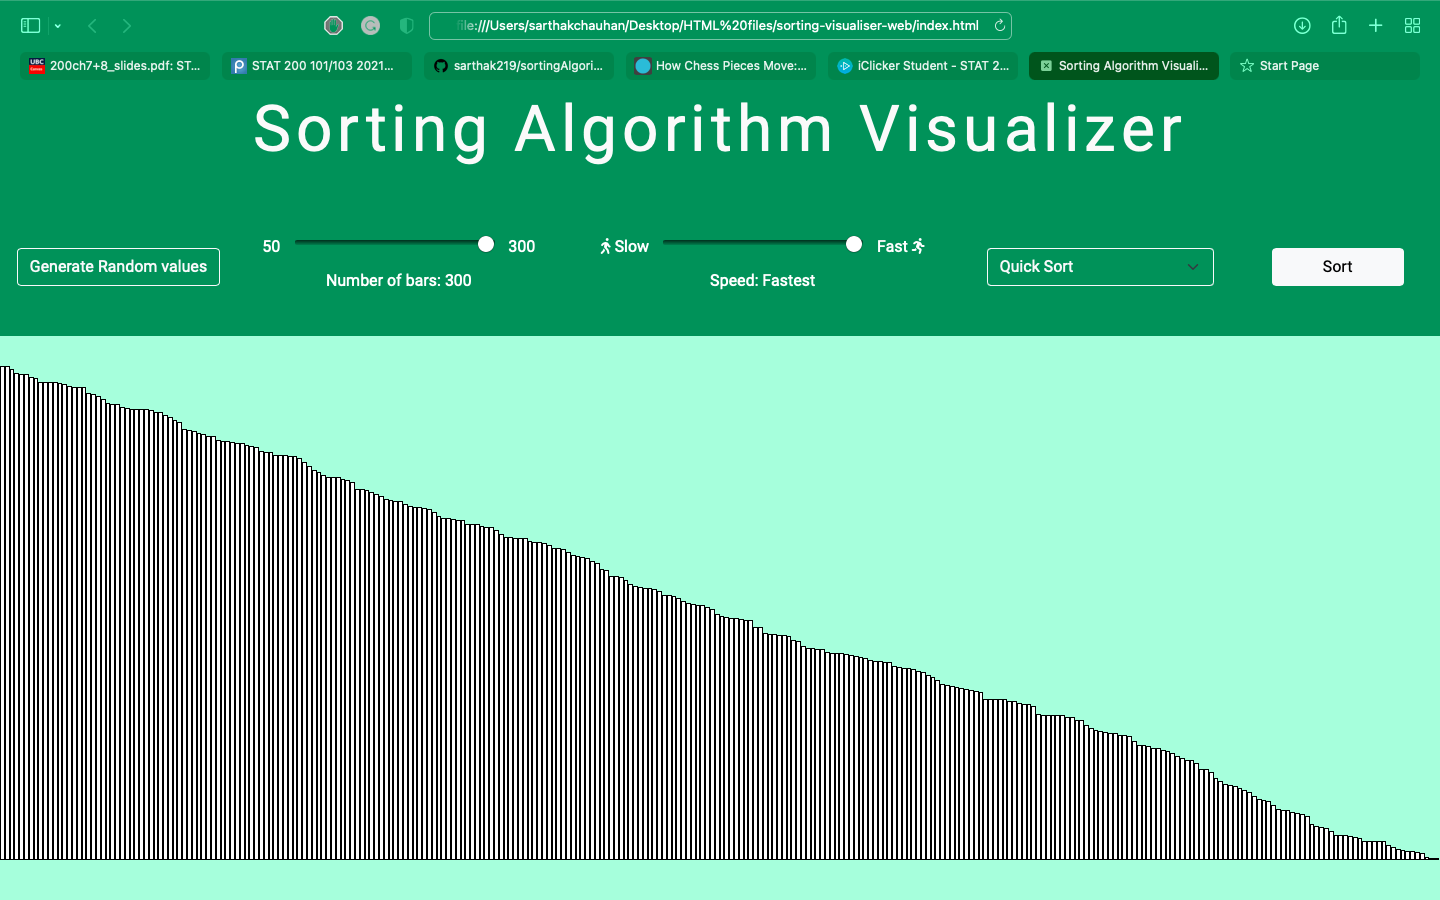 file:///Users/sarthakchauhan/Desktop/HTML%20files/sorting-visualiser-web/index.html
UBC 200ch7+8_slides.pdf: ST... STAT 200 101/103 2021... sarthak219/sortingAlgori... How Chess Pieces Move:... iClicker Student - STAT 2... Sorting Algorithm Visuali... Start Page
Sorting Algorithm Visualizer
50 300 Slow Fast
Generate Random values Quick Sort Sort
Number of bars: 300 Speed: Fastest